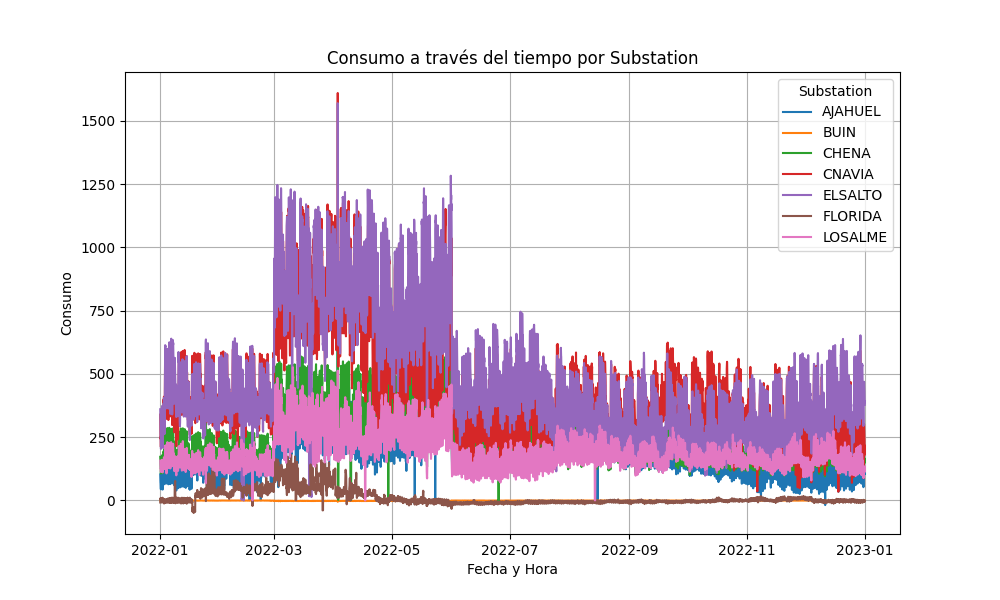 Consumo a través del tiempo por Substation
Substation
AJAHUEL
BUIN
CHENA
CNAVIA
ELSALTO
FLORIDA
LOSALME
Consumo
1500
1250
1000
750
500
250
0
2022-01
2022-03
2022-05
2022-07
2022-09
2022-11
2023-01
Fecha y Hora